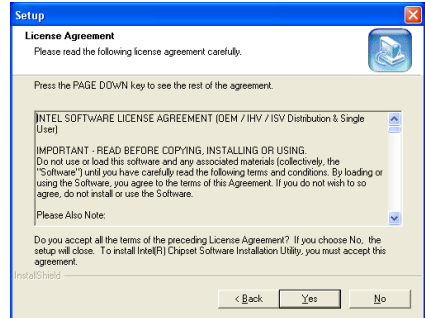 Setup
License Agreement
Please read the following license agreement carefully.
Press the PAGE DOWN key to see the rest of the agreement.
INTEL SOFTWARE LICENSE AGREEMENT (OEM / IHV / ISV Distribution & Single
User)
IMPORTANT - READ BEFORE COPYING, INSTALLING OR USING.
Do not use or load this software and any associated materials (collectively, the
"Software") until you have carefully read the following terms and conditions. By loading or
using the Software, you agree to the terms of this Agreement. If you do not wish to so
agree, do not install or use the Software.
Please Also Note:
Do you accept all the terms of the preceding License Agreement? If you choose No, the
setup will close. To install Intel(R) Chipset Software Installation Utility, you must accept this
agreement.
InstallShield
< Back
Yes
No